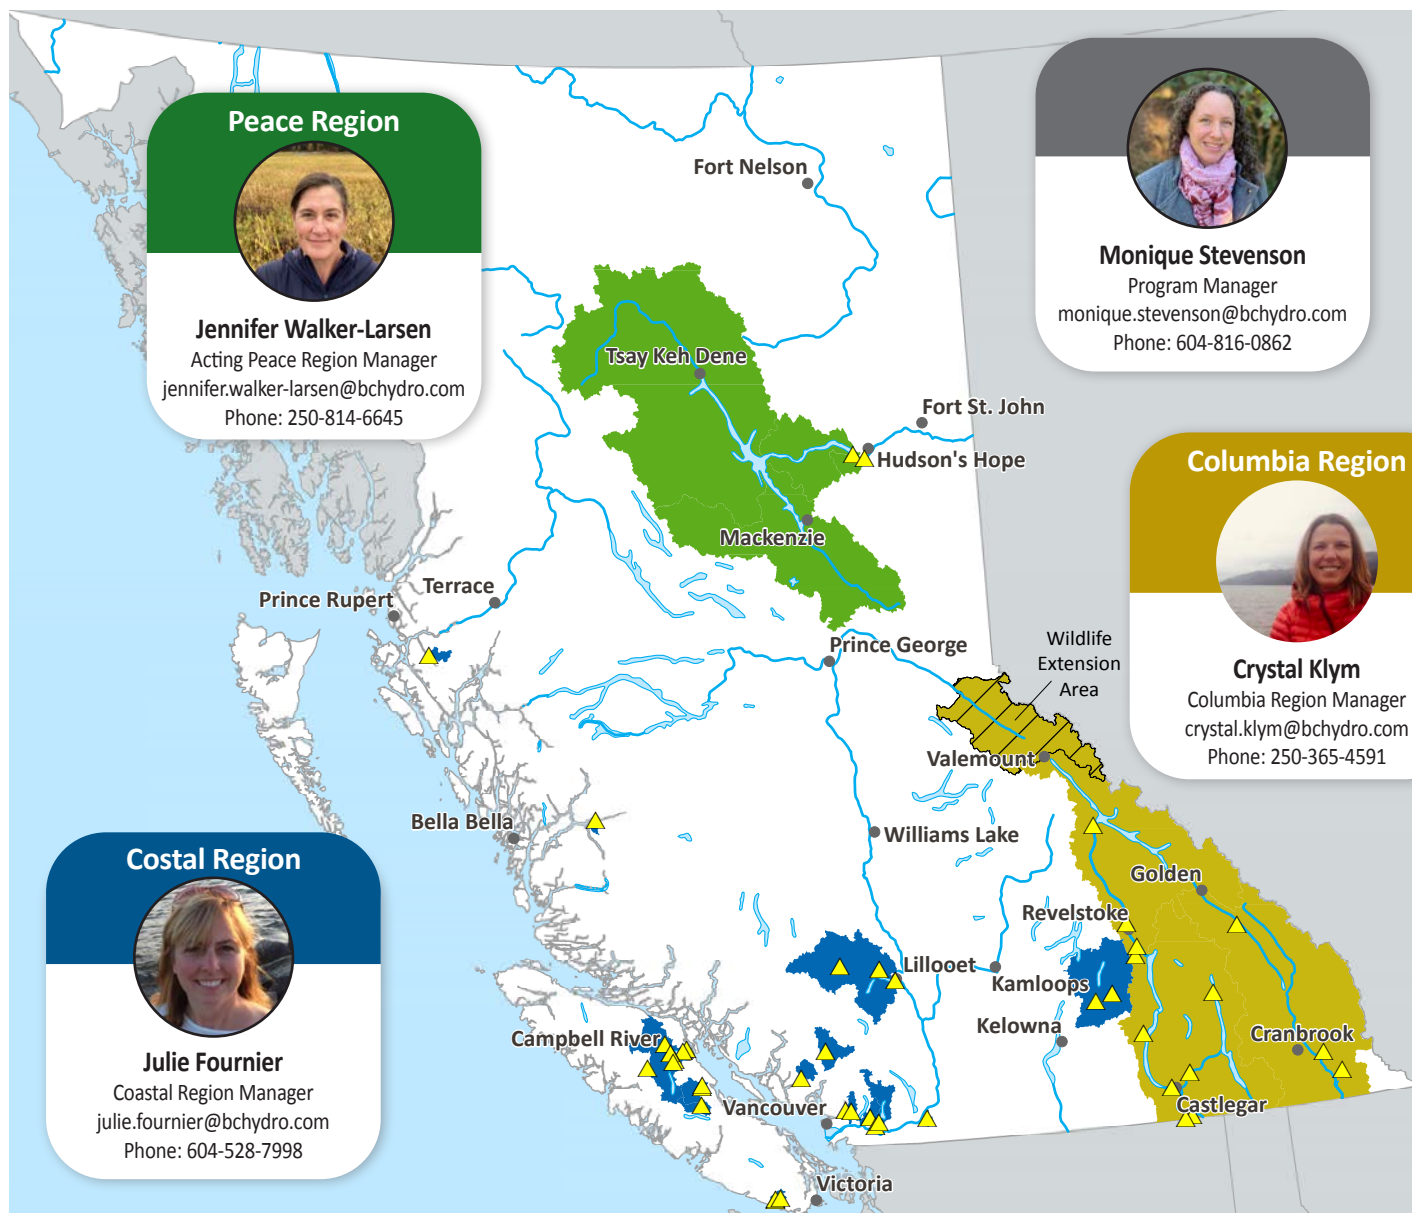 Peace Region
Jennifer Walker-Larsen
Acting Peace Region Manager
jennifer.walker-larsen@bchydro.com
Phone: 250-814-6645
Monique Stevenson
Program Manager
monique.stevenson@bchydro.com
Phone: 604-816-0862
Columbia Region
Crystal Klym
Columbia Region Manager
crystal.klym@bchydro.com
Phone: 250-365-4591
Costal Region
Julie Fournier
Coastal Region Manager
julie.fournier@bchydro.com
Phone: 604-528-7998
Fort Nelson
Tsay Keh Dene
Fort St. John
Hudson's Hope
Mackenzie
Terrace
Prince Rupert
Prince George
Wildlife
Extension
Area
Valemount
Bella Bella
Williams Lake
Golden
Revelstoke
Lillooet
Kamloops
Kelowna
Campbell River
Cranbrook
Vancouver
Castlegar
Victoria